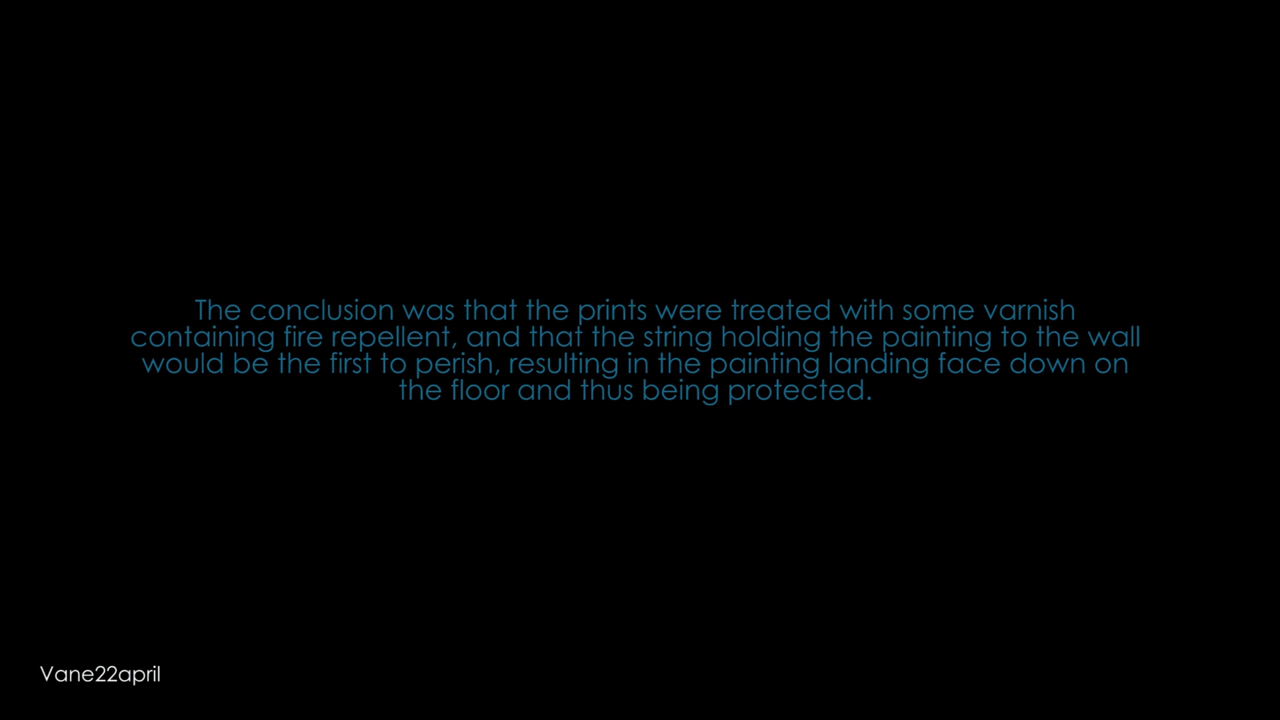 The conclusion was that the prints were treated with some varnish
containing fire repellent, and that the string holding the painting to the wall
would be the first to perish, resulting in the painting landing face down on
the floor and thus being protected.
Vane22april